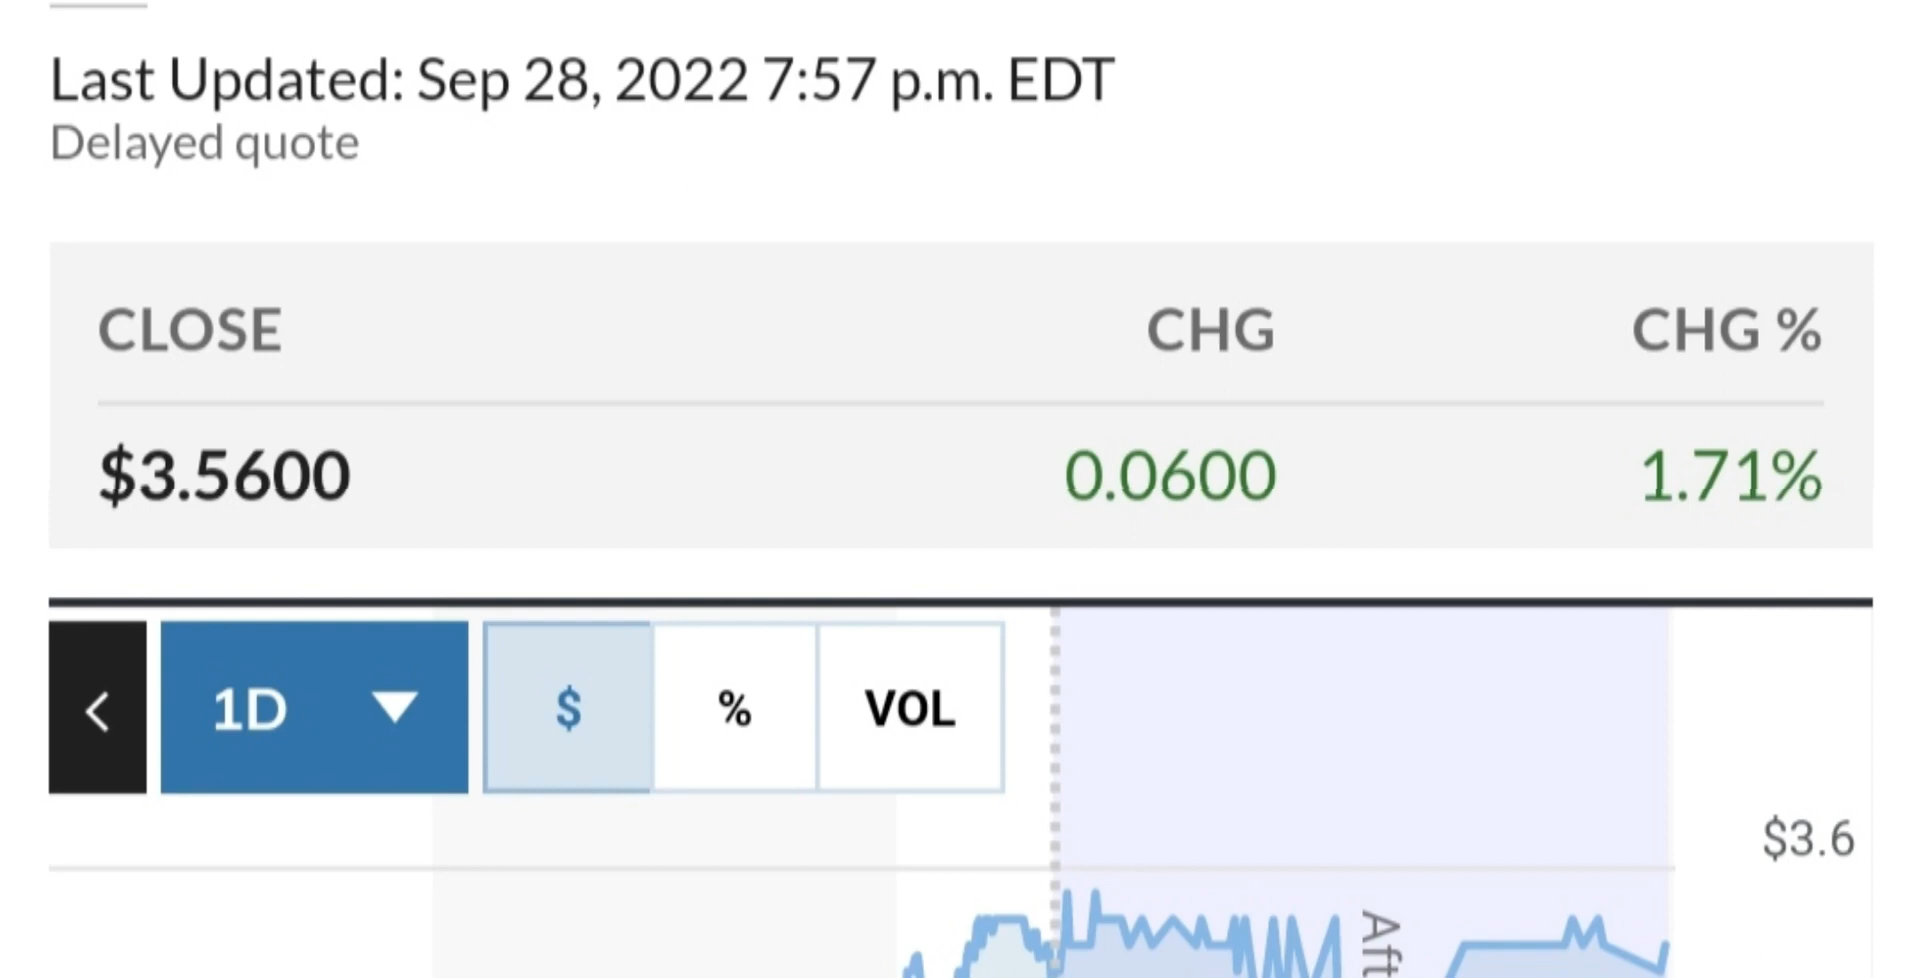 Last Updated: Sep 28, 2022 7:57 p.m. EDT
Delayed quote
CLOSE CHG CHG %
$3.5600 0.0600 1.71%
1D $ % VOL
$3.6
Aft